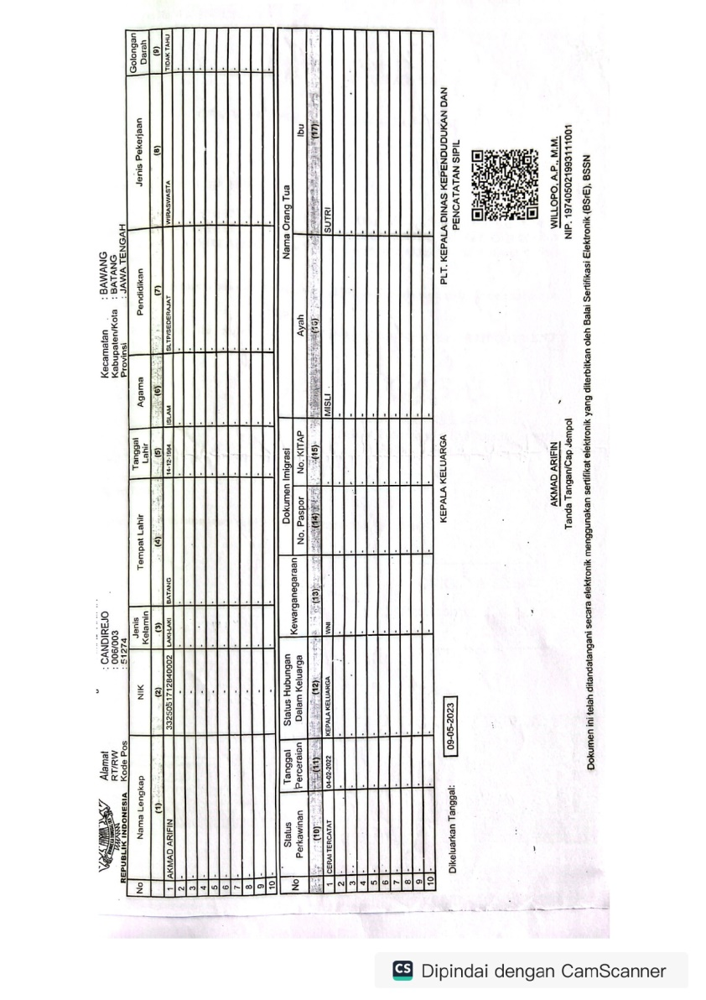 REPUBLIK INDONESIA
Alamat : CANDIREJO
RT/RW : 006/003
Kode Pos : 51274
Kecamatan : BAWANG
Kabupaten/Kota : BATANG
Provinsi : JAWA TENGAH
No Nama Lengkap NIK Jenis Kelamin Tempat Lahir Tanggal Lahir Agama Pendidikan Jenis Pekerjaan Golongan Darah
(1) (2) (3) (4) (5) (6) (7) (8) (9)
1 AKMAD ARIFIN 3325051712840002 LAKI-LAKI BATANG 14-12-1984 ISLAM SLTP/SEDERAJAT WIRASWASTA TIDAK TAHU
2 - - - - - - - - -
3 - - - - - - - - -
4 - - - - - - - - -
5 - - - - - - - - -
6 - - - - - - - - -
7 - - - - - - - - -
8 - - - - - - - - -
9 - - - - - - - - -
10 - - - - - - - - -
No Status Perkawinan Tanggal Perceraian Status Hubungan Dalam Keluarga Kewarganegaraan Dokumen Imigrasi Nama Orang Tua
No. Paspor No. KITAP Ayah Ibu
(10) (11) (12) (13) (14) (15) (16) (17)
1 CERAI TERCATAT 04-02-2022 KEPALA KELUARGA WNI - - MISLI SUTRI
2 - - - - - - - -
3 - - - - - - - -
4 - - - - - - - -
5 - - - - - - - -
6 - - - - - - - -
7 - - - - - - - -
8 - - - - - - - -
9 - - - - - - - -
10 - - - - - - - -
Dikeluarkan Tanggal: 09-05-2023
KEPALA KELUARGA
AKMAD ARIFIN
Tanda Tangan/Cap Jempol
PLT. KEPALA DINAS KEPENDUDUKAN DAN
PENCATATAN SIPIL
WILLOPO, A.P., M.M.
NIP. 197405021993111001
Dokumen ini telah ditandatangani secara elektronik menggunakan sertifikat elektronik yang diterbitkan oleh Balai Sertifikasi Elektronik (BSrE), BSSN
CS Dipindai dengan CamScanner